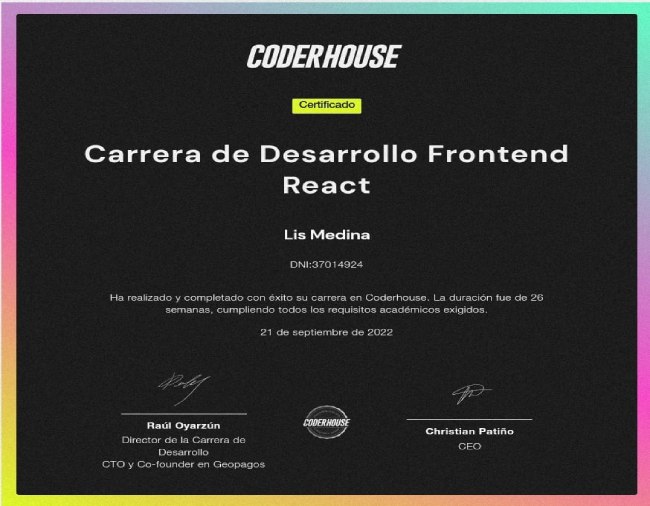 CODERHOUSE
Certificado
Carrera de Desarrollo Frontend
React
Lis Medina
DNI:37014924
Ha realizado y completado con éxito su carrera en Coderhouse. La duración fue de 26
semanas, cumpliendo todos los requisitos académicos exigidos.
21 de septiembre de 2022
Raúl Oyarzún
Director de la Carrera de
Desarrollo
CTO y Co-founder en Geopagos
CODERHOUSE
Christian Patiño
CEO